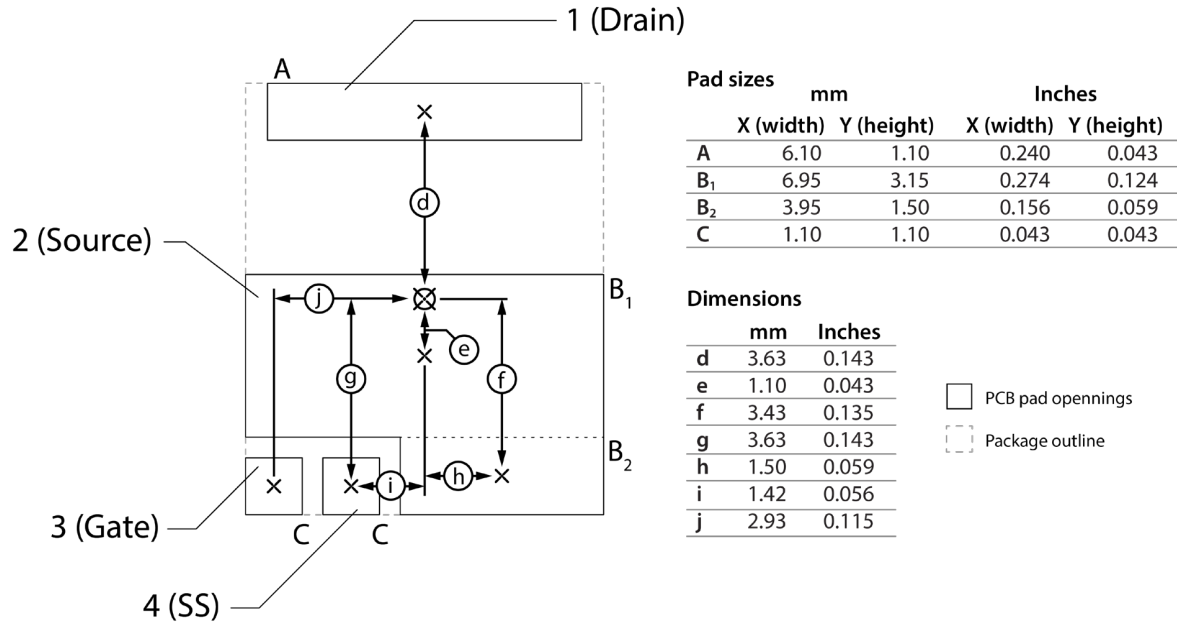 1 (Drain)
A
d
2 (Source)
j
B1
e
g
f
B2
h
i
3 (Gate)
C
C
4 (SS)
Pad sizes
mm Inches
X (width) Y (height) X (width) Y (height)
A 6.10 1.10 0.240 0.043
B1 6.95 3.15 0.274 0.124
B2 3.95 1.50 0.156 0.059
C 1.10 1.10 0.043 0.043
Dimensions
mm Inches
d 3.63 0.143
e 1.10 0.043
f 3.43 0.135
g 3.63 0.143
h 1.50 0.059
i 1.42 0.056
j 2.93 0.115
PCB pad opennings
Package outline